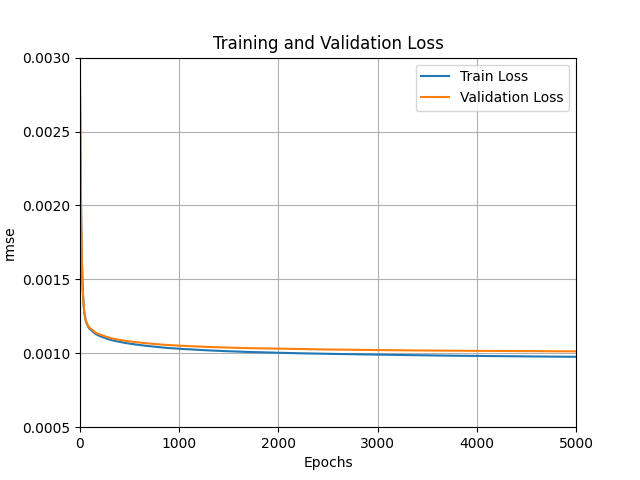 Training and Validation Loss
0.0030
0.0025
0.0020
0.0015
0.0010
0.0005
rmse
Train Loss
Validation Loss
0 1000 2000 3000 4000 5000
Epochs